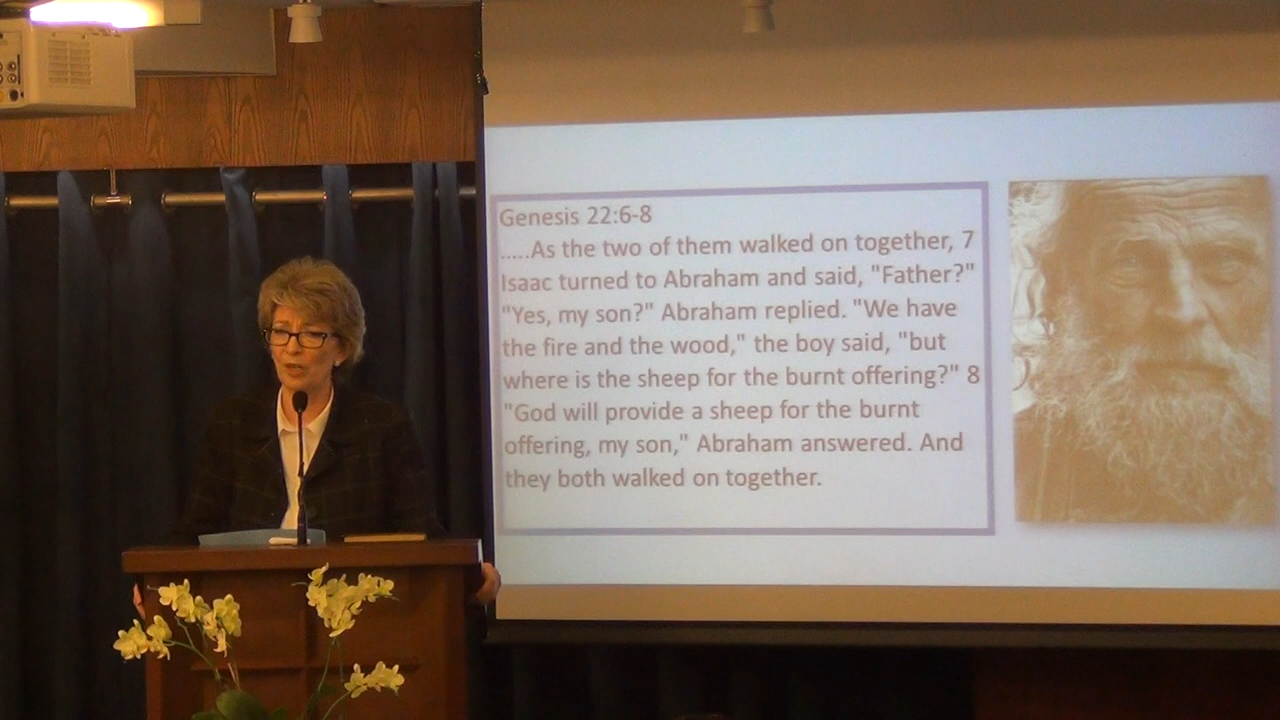 Genesis 22:6-8
.....As the two of them walked on together, 7
Isaac turned to Abraham and said, "Father?"
"Yes, my son?" Abraham replied. "We have
the fire and the wood," the boy said, "but
where is the sheep for the burnt offering?" 8
"God will provide a sheep for the burnt
offering, my son," Abraham answered. And
they both walked on together.